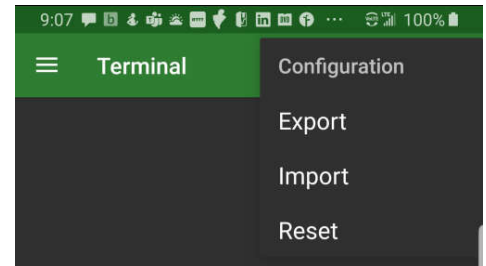 9:07 100%
Terminal
Configuration
Export
Import
Reset